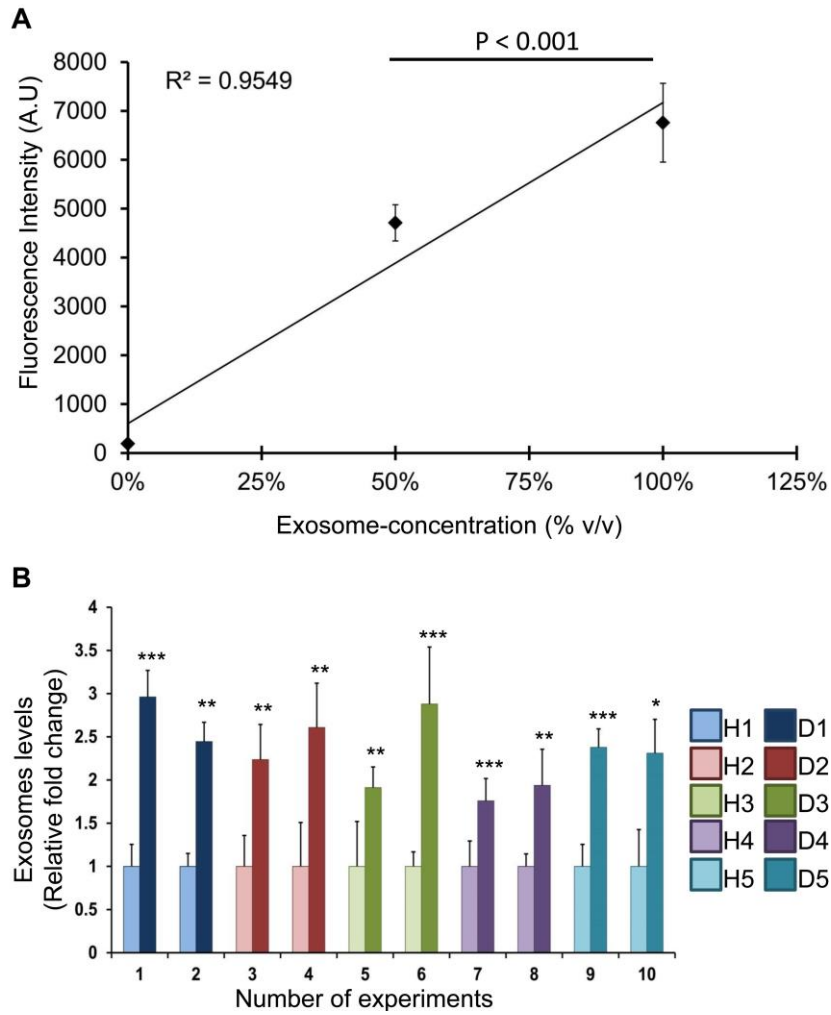 A
P < 0.001
R² = 0.9549
8000
7000
6000
5000
4000
3000
2000
1000
0
Fluorescence Intensity (A.U)
0% 25% 50% 75% 100% 125%
Exosome-concentration (% v/v)
B
4
3.5
3
2.5
2
1.5
1
0.5
0
Exosomes levels
(Relative fold change)
*** ** ** ** ** *** *** ** *** *
1 2 3 4 5 6 7 8 9 10
Number of experiments
H1 D1
H2 D2
H3 D3
H4 D4
H5 D5